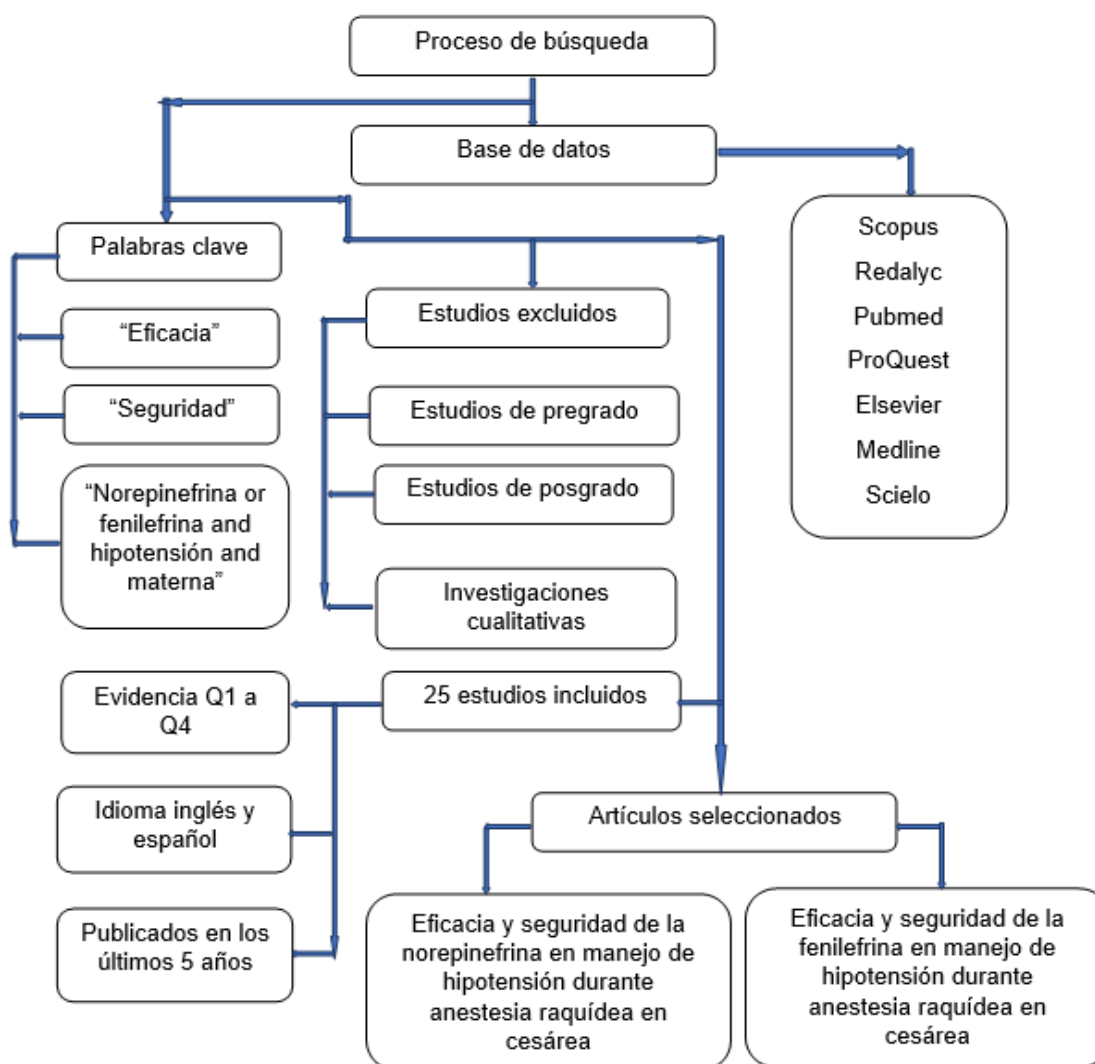 Proceso de búsqueda
Base de datos
Scopus
Redalyc
Pubmed
ProQuest
Elsevier
Medline
Scielo
Palabras clave
“Eficacia”
“Seguridad”
“Norepinefrina or
fenilefrina and
hipotensión and
materna”
Estudios excluidos
Estudios de pregrado
Estudios de posgrado
Investigaciones
cualitativas
25 estudios incluidos
Evidencia Q1 a
Q4
Idioma inglés y
español
Publicados en los
últimos 5 años
Artículos seleccionados
Eficacia y seguridad de la
norepinefrina en manejo de
hipotensión durante
anestesia raquídea en
cesárea
Eficacia y seguridad de la
fenilefrina en manejo de
hipotensión durante
anestesia raquídea en
cesárea